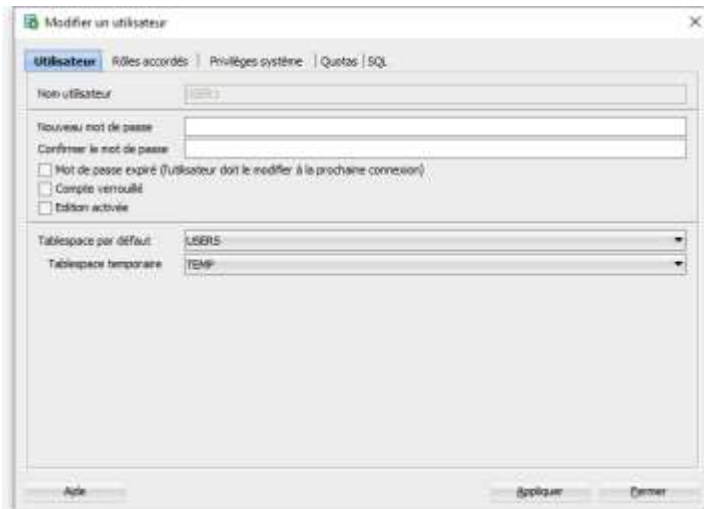 Modifier un utilisateur
Utilisateur Rôles accordés Privilèges système Quotas SQL
Nom utilisateur USER1
Nouveau mot de passe
Confirmer le mot de passe
Mot de passe expiré (l'utilisateur doit le modifier à la prochaine connexion)
Compte verrouillé
Edition activée
Tablespace par défaut USERS
Tablespace temporaire TEMP
Aide Appliquer Fermer